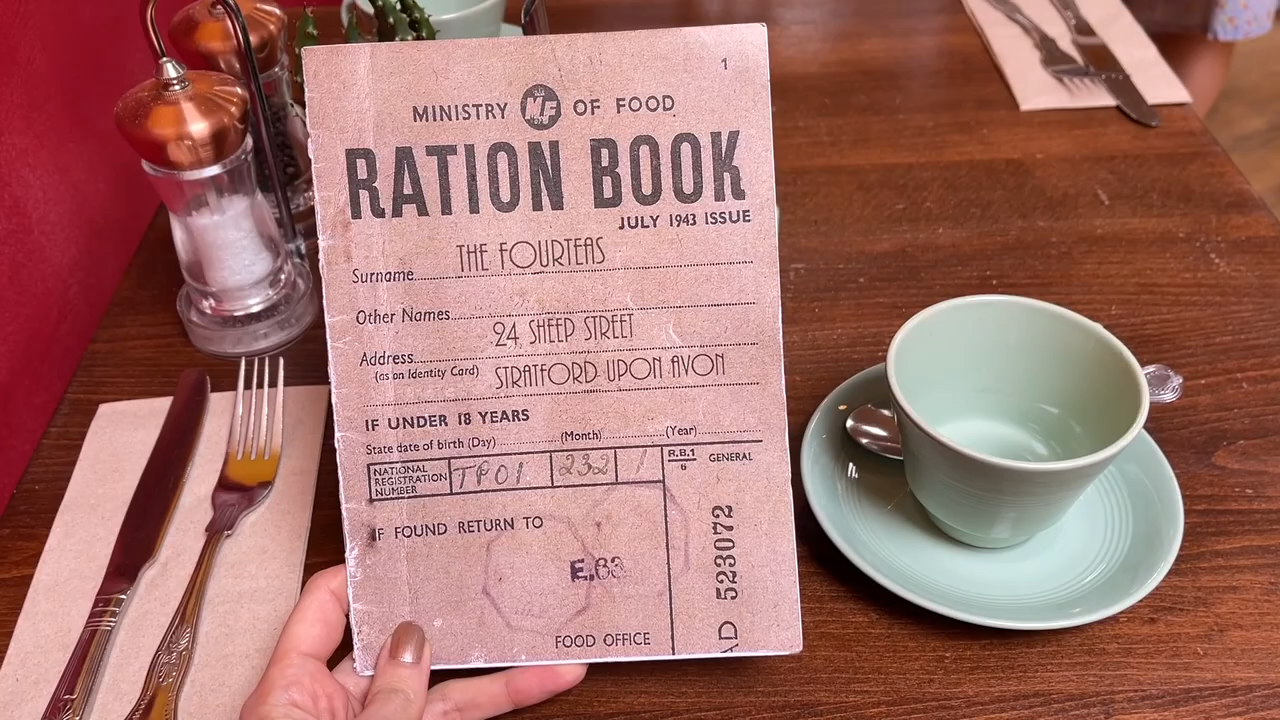 1
MINISTRY MF OF FOOD
RATION BOOK
JULY 1943 ISSUE
Surname THE FOURTEAS
Other Names
Address 24, SHEEP STREET
(as on Identity Card) STRATFORD UPON AVON
IF UNDER 18 YEARS
State date of birth (Day) (Month) (Year)
NATIONAL REGISTRATION NUMBER TPO1 232 1
R.B.1
6
GENERAL
IF FOUND RETURN TO
E.63
FOOD OFFICE
AD 523072